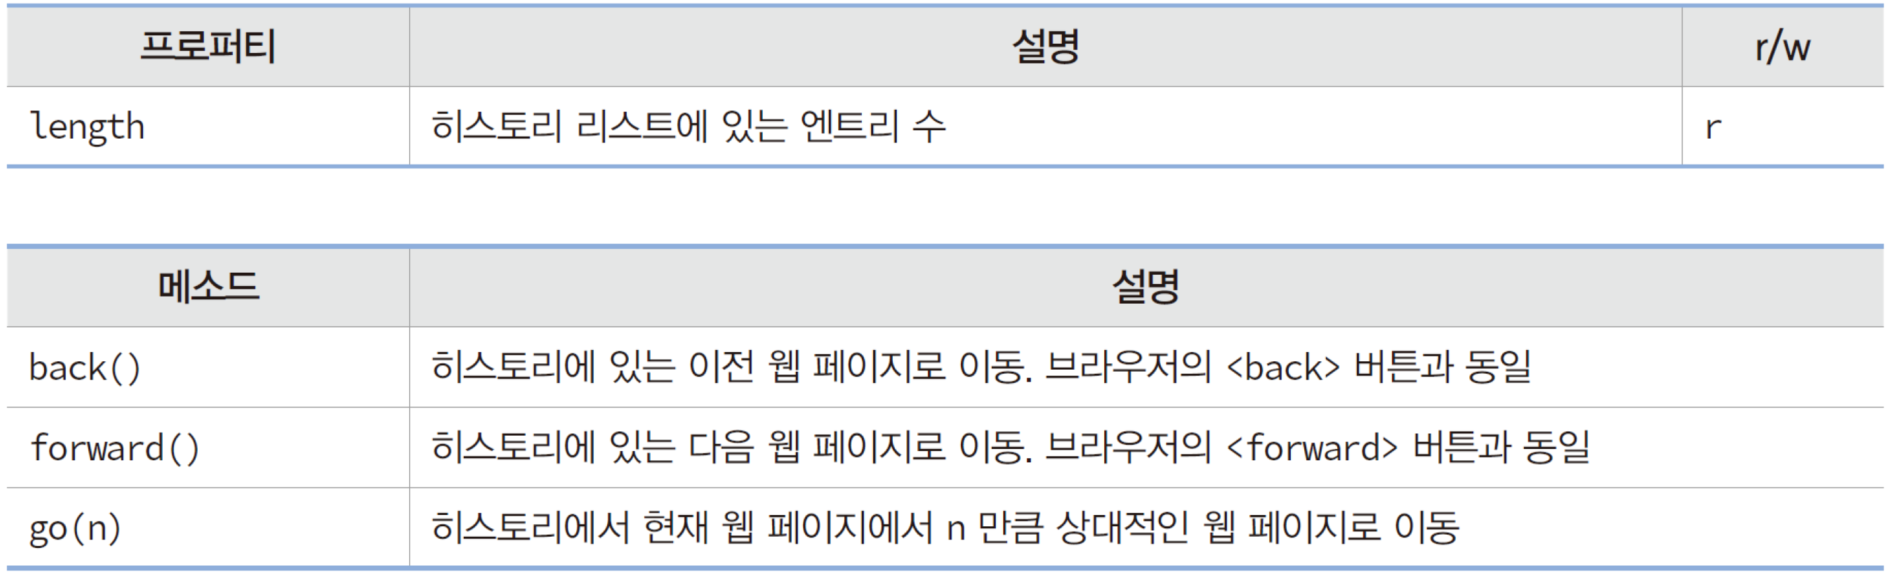 프로퍼티 설명 r/w
length 히스토리 리스트에 있는 엔트리 수 r
메소드 설명
back() 히스토리에 있는 이전 웹 페이지로 이동. 브라우저의 <back> 버튼과 동일
forward() 히스토리에 있는 다음 웹 페이지로 이동. 브라우저의 <forward> 버튼과 동일
go(n) 히스토리에서 현재 웹 페이지에서 n 만큼 상대적인 웹 페이지로 이동